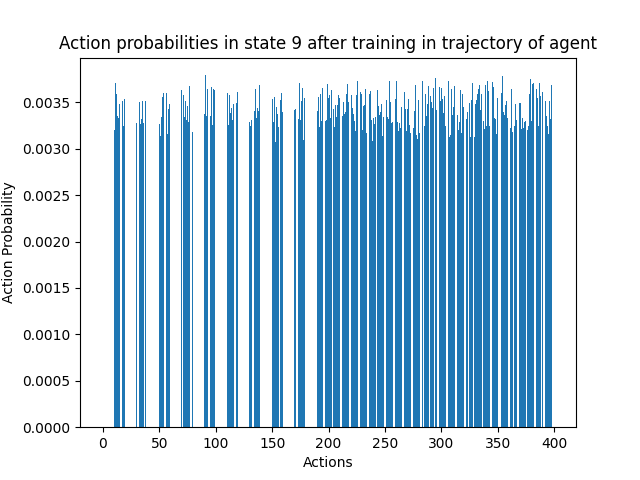 Action probabilities in state 9 after training in trajectory of agent
Action Probability
0.0035
0.0030
0.0025
0.0020
0.0015
0.0010
0.0005
0.0000
0 50 100 150 200 250 300 350 400
Actions